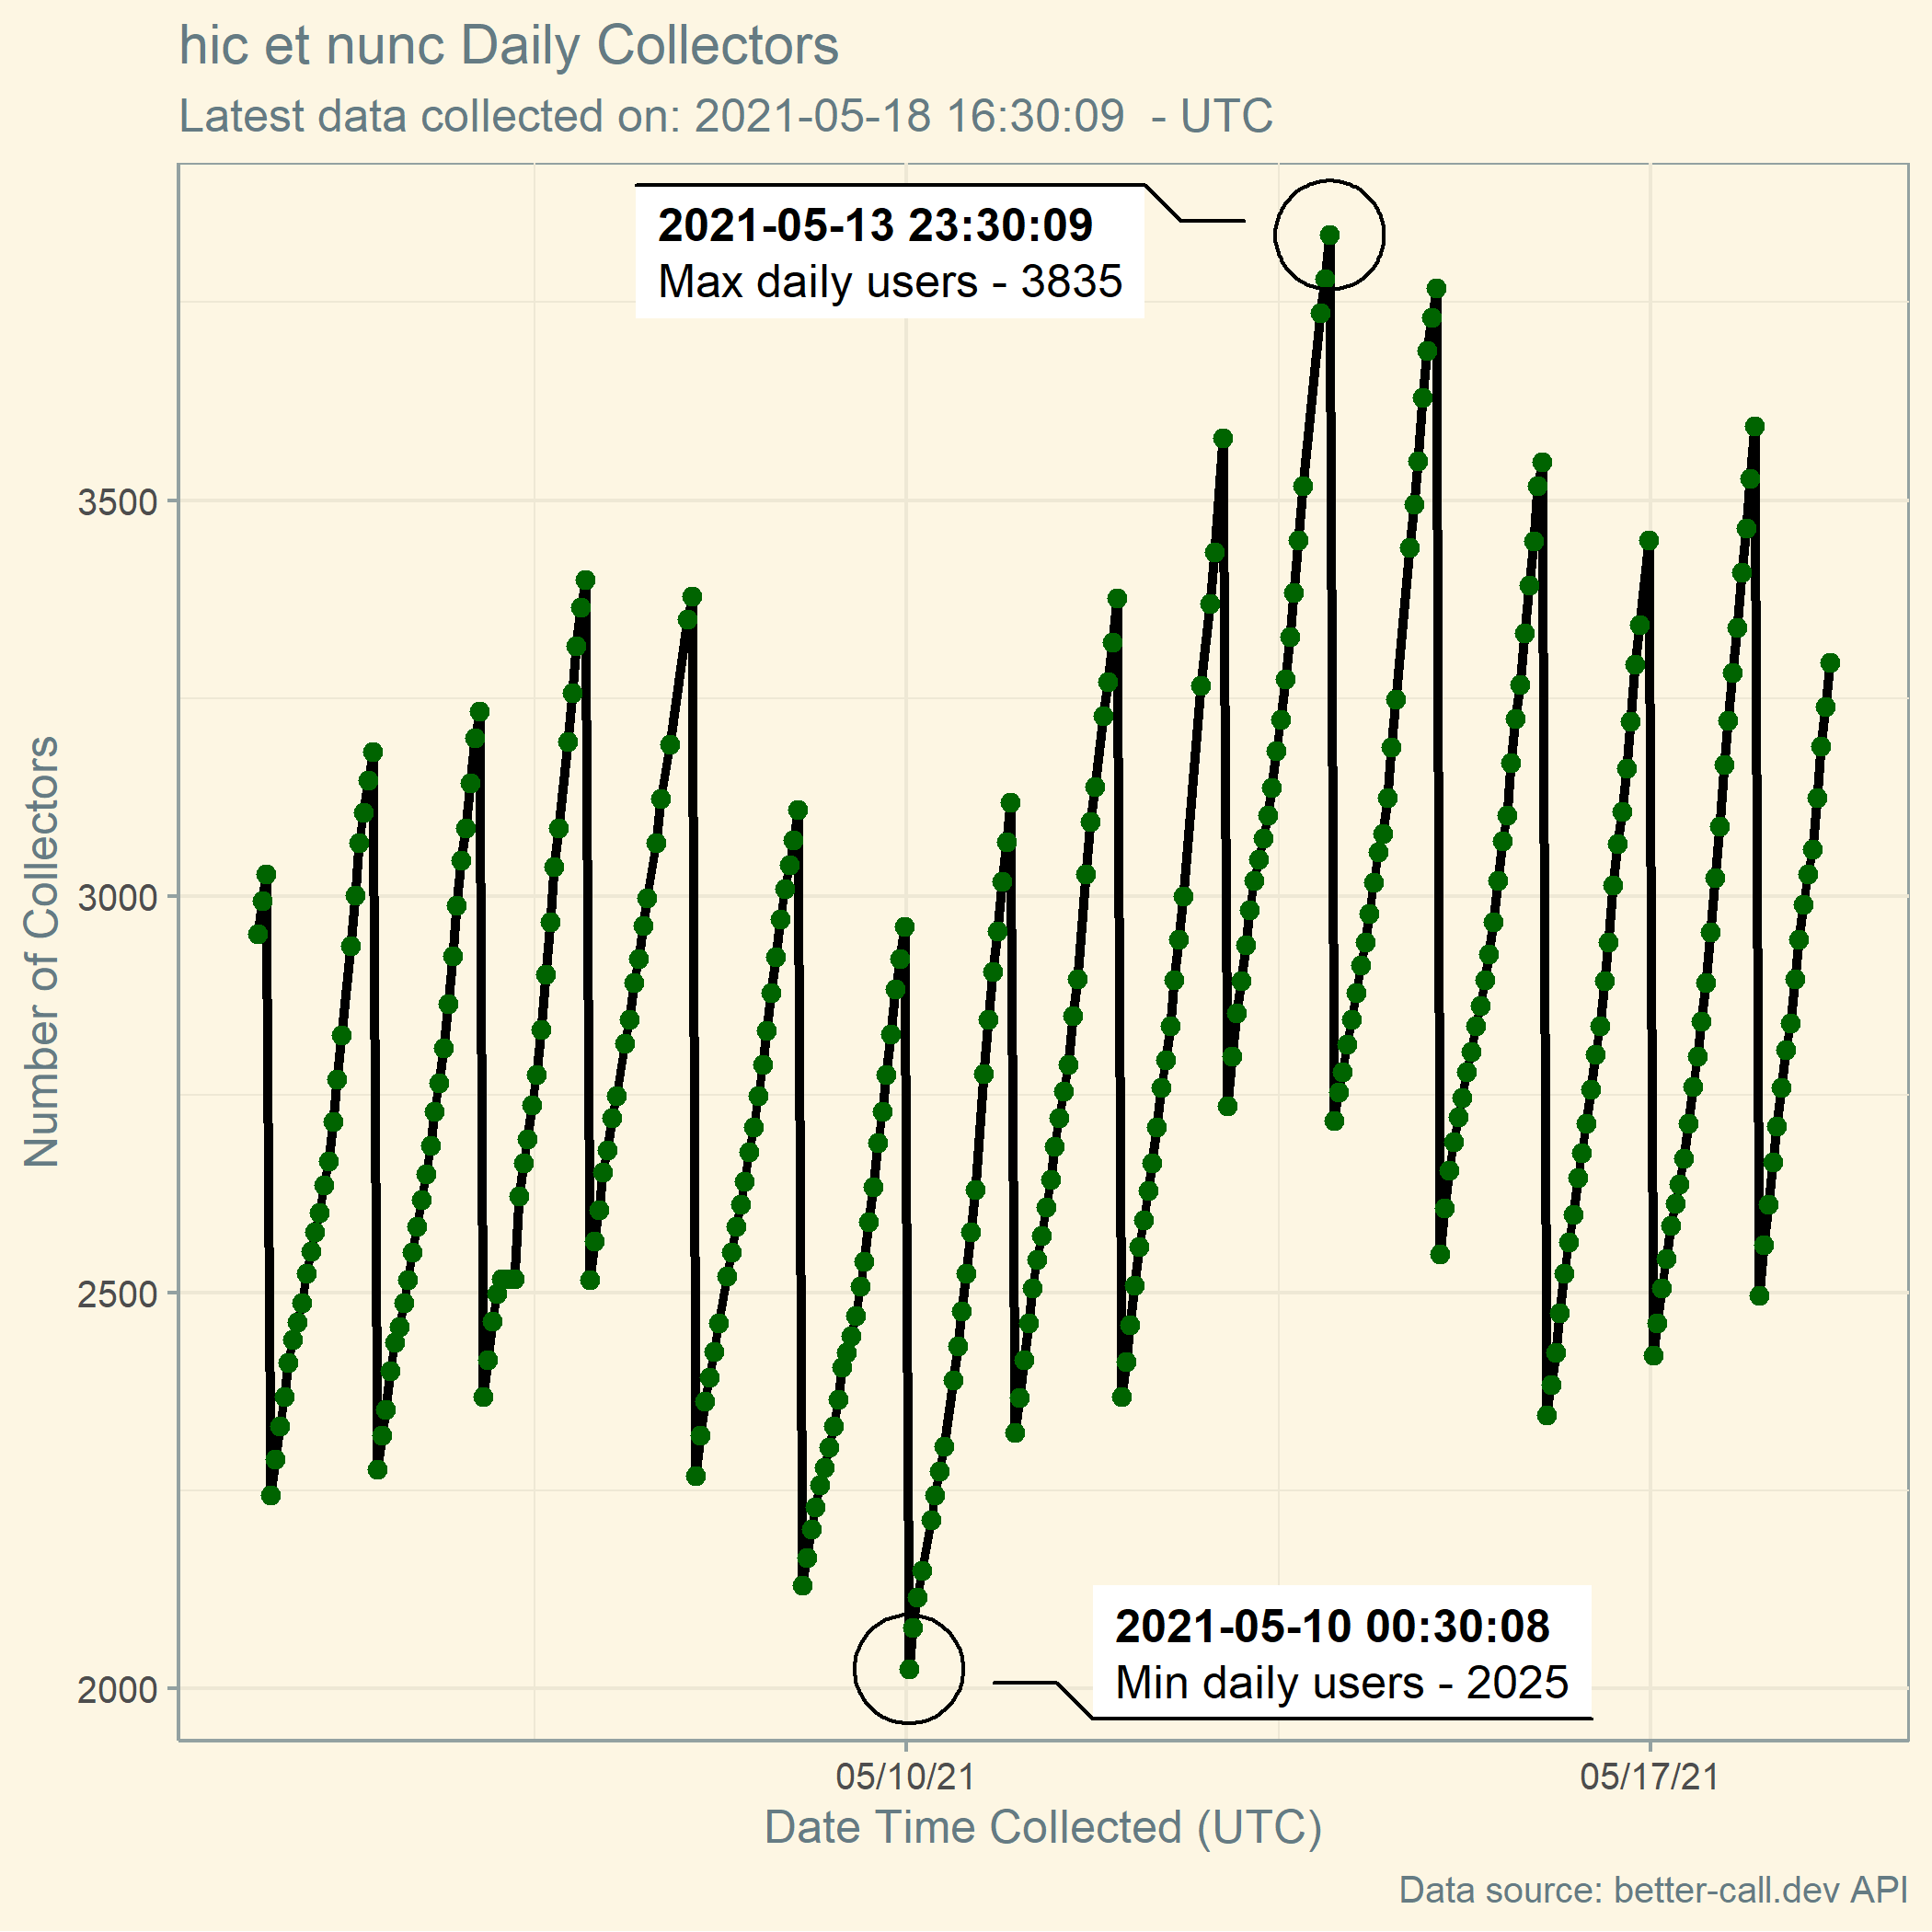 hic et nunc Daily Collectors
Latest data collected on: 2021-05-18 16:30:09  - UTC
2021-05-13 23:30:09
Max daily users - 3835
3500
3000
2500
2000
Number of Collectors
2021-05-10 00:30:08
Min daily users - 2025
05/10/21
05/17/21
Date Time Collected (UTC)
Data source: better-call.dev API